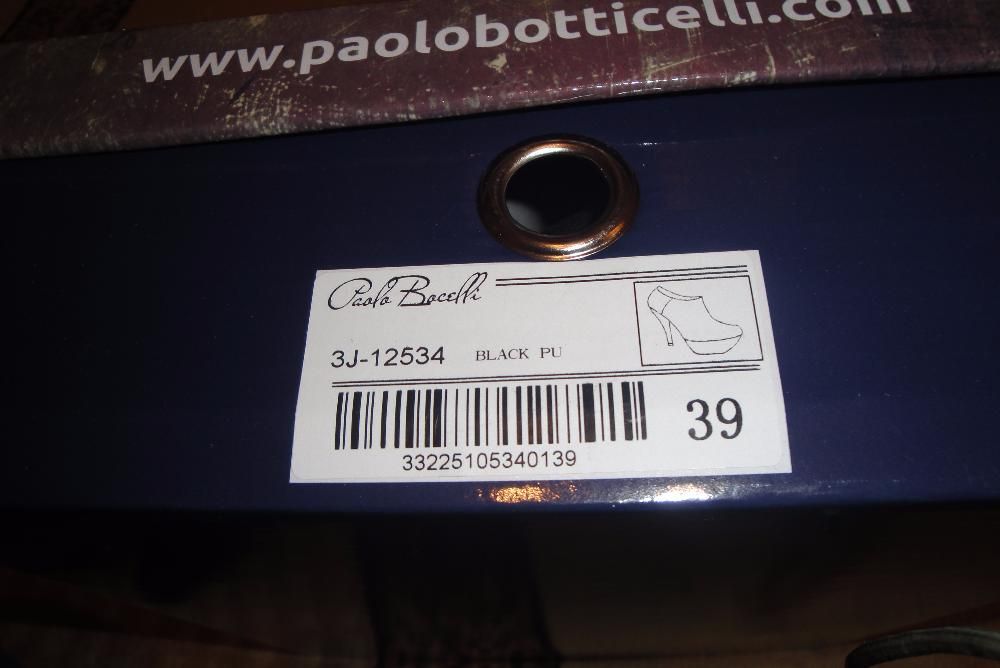 www.paolobotticelli.com
Paolo Bocelli
3J-12534 BLACK PU
39
33225105340139